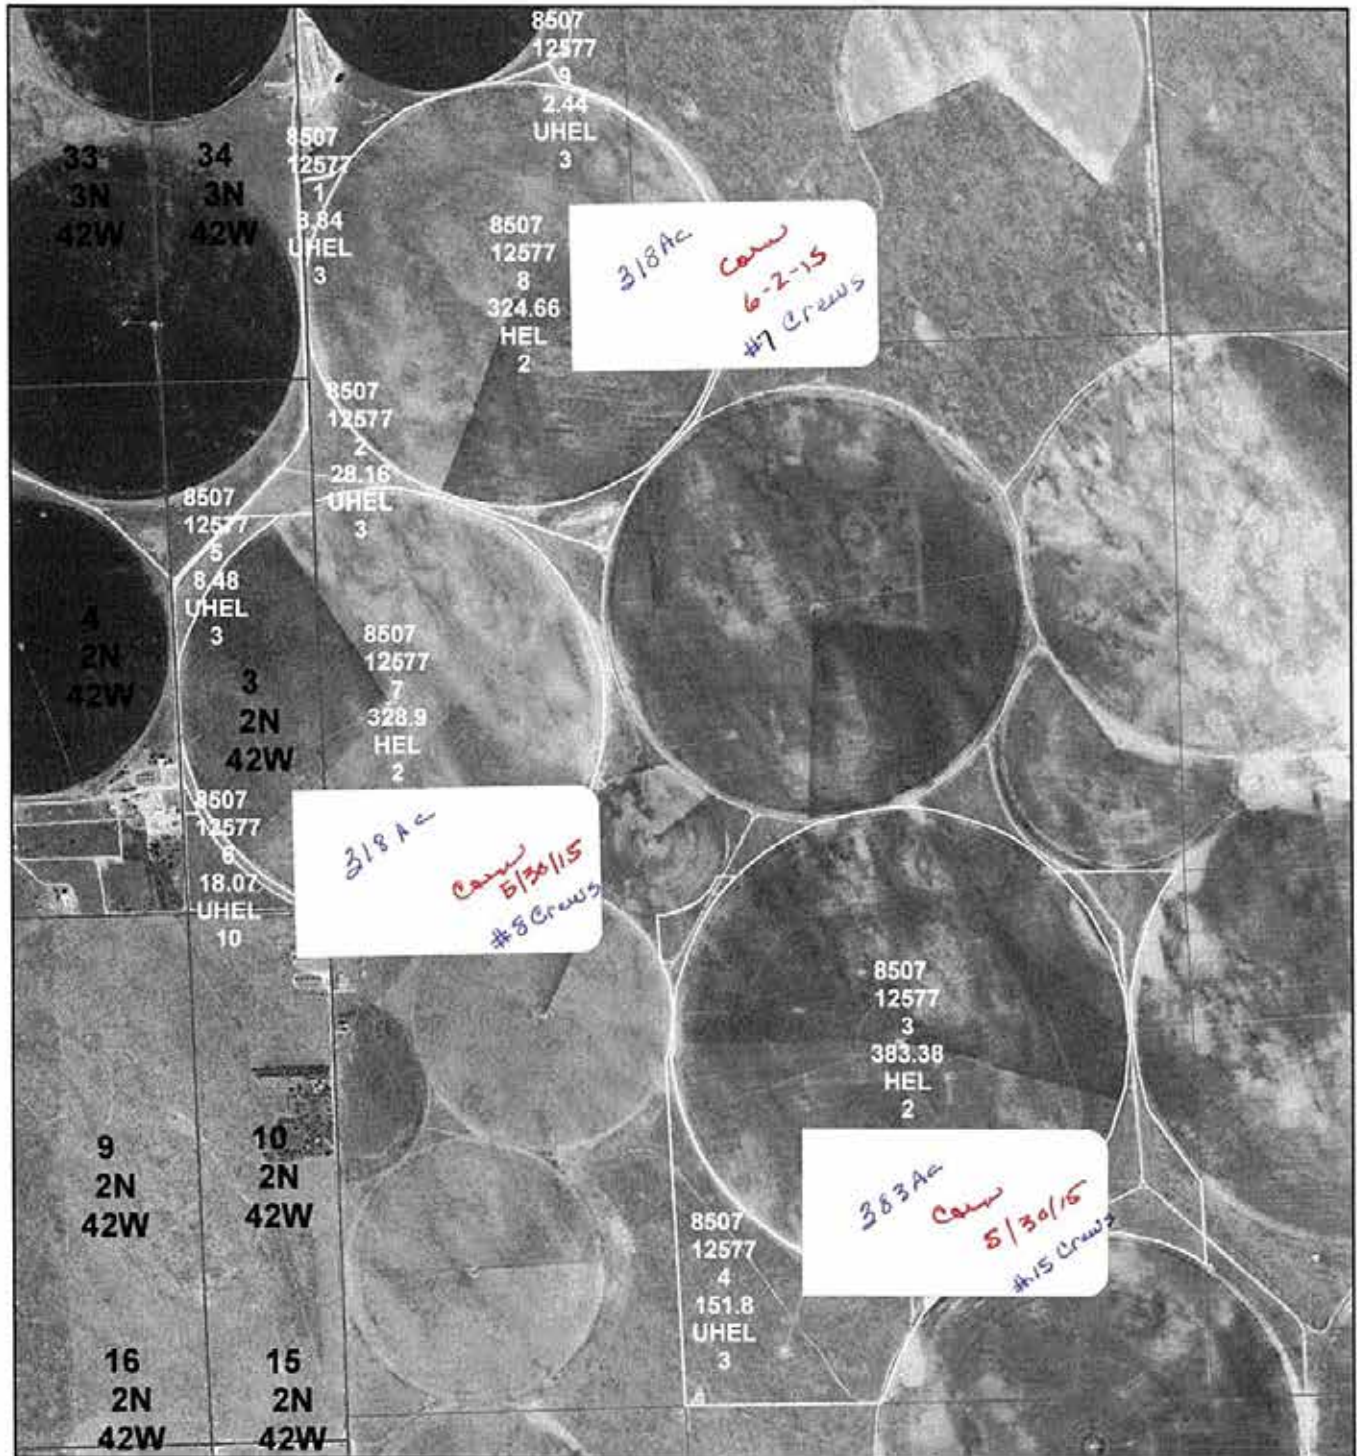 8507
12577
9
2.44
UHEL
3
33
3N
42W
34
3N
42W
8507
12577
1
8.84
UHEL
3
8507
12577
8
324.66
HEL
2
318 Ac
Corn
6-2-15
#7 Crews
8507
12577
2
28.16
UHEL
3
8507
12577
5
8.48
UHEL
3
4
2N
42W
3
2N
42W
8507
12577
7
328.9
HEL
2
8507
12577
6
18.07
UHEL
10
318 Ac
Corn
5/30/15
#8 Crews
8507
12577
3
383.38
HEL
2
9
2N
42W
10
2N
42W
383 Ac
Corn
5/30/15
#15 Crews
8507
12577
4
151.8
UHEL
3
16
2N
42W
15
2N
42W